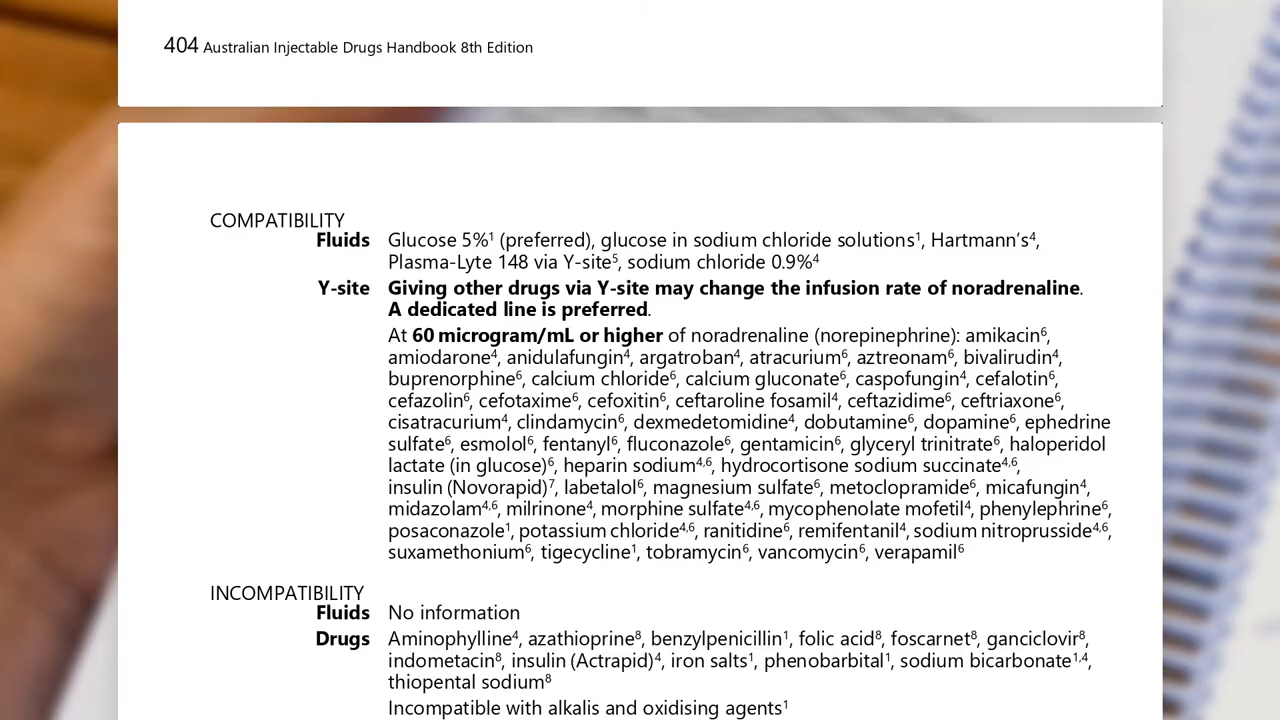 404 Australian Injectable Drugs Handbook 8th Edition
COMPATIBILITY
Fluids Glucose 5%¹ (preferred), glucose in sodium chloride solutions¹, Hartmann's⁴,
Plasma-Lyte 148 via Y-site⁵, sodium chloride 0.9%⁴
Y-site Giving other drugs via Y-site may change the infusion rate of noradrenaline.
A dedicated line is preferred.
At 60 microgram/mL or higher of noradrenaline (norepinephrine): amikacin⁶,
amiodarone⁴, anidulafungin⁴, argatroban⁴, atracurium⁶, aztreonam⁶, bivalirudin⁴,
buprenorphine⁶, calcium chloride⁶, calcium gluconate⁶, caspofungin⁴, cefalotin⁶,
cefazolin⁶, cefotaxime⁶, cefoxitin⁶, ceftaroline fosamil⁴, ceftazidime⁶, ceftriaxone⁶,
cisatracurium⁴, clindamycin⁶, dexmedetomidine⁴, dobutamine⁶, dopamine⁶, ephedrine
sulfate⁶, esmolol⁶, fentanyl⁶, fluconazole⁶, gentamicin⁶, glyceryl trinitrate⁶, haloperidol
lactate (in glucose)⁶, heparin sodium⁴,⁶, hydrocortisone sodium succinate⁴,⁶,
insulin (Novorapid)⁷, labetalol⁶, magnesium sulfate⁶, metoclopramide⁶, micafungin⁴,
midazolam⁴,⁶, milrinone⁴, morphine sulfate⁴,⁶, mycophenolate mofetil⁴, phenylephrine⁶,
posaconazole¹, potassium chloride⁴,⁶, ranitidine⁶, remifentanil⁴, sodium nitroprusside⁴,⁶,
suxamethonium⁶, tigecycline¹, tobramycin⁶, vancomycin⁶, verapamil⁶
INCOMPATIBILITY
Fluids No information
Drugs Aminophylline⁴, azathioprine⁸, benzylpenicillin¹, folic acid⁸, foscarnet⁸, ganciclovir⁸,
indometacin⁸, insulin (Actrapid)⁴, iron salts¹, phenobarbital¹, sodium bicarbonate¹,⁴,
thiopental sodium⁸
Incompatible with alkalis and oxidising agents¹